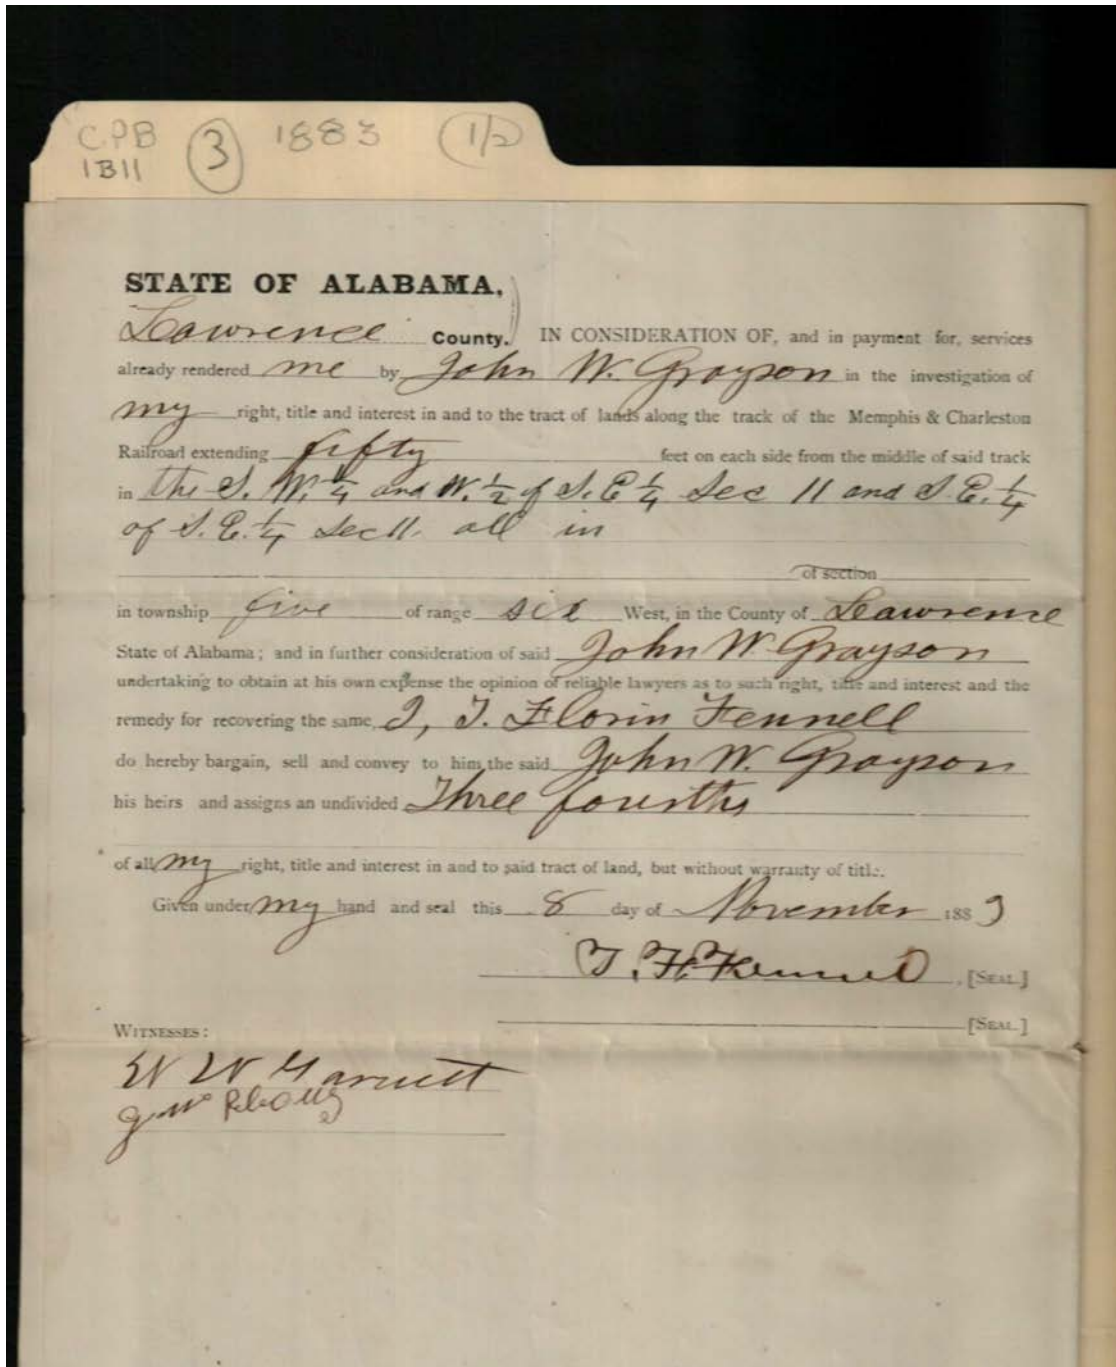 CPB 3 1883 1/2
1B11
STATE OF ALABAMA,
Lawrence County. IN CONSIDERATION OF, and in payment for, services
already rendered me by John W. Grayson in the investigation of
my right, title and interest in and to the tract of lands along the track of the Memphis & Charleston
Railroad extending fifty feet on each side from the middle of said track
in the S. W. 1/4 and W. 1/2 of S. E 1/4 Sec 11 and S. E. 1/4
of S. E. 1/4 Sec 11. all in
of section
in township five of range six West, in the County of Lawrence
State of Alabama; and in further consideration of said John W Grayson
undertaking to obtain at his own expense the opinion of reliable lawyers as to such right, title and interest and the
remedy for recovering the same I, T. Florin Fennell
do hereby bargain, sell and convey to him, the said John W. Grayson
his heirs and assigns an undivided Three fourths
of all my right, title and interest in and to said tract of land, but without warranty of title.
Given under my hand and seal this 8 day of November 1883
T. F. Fennel [SEAL]
[SEAL]
WITNESSES:
W W Garnett